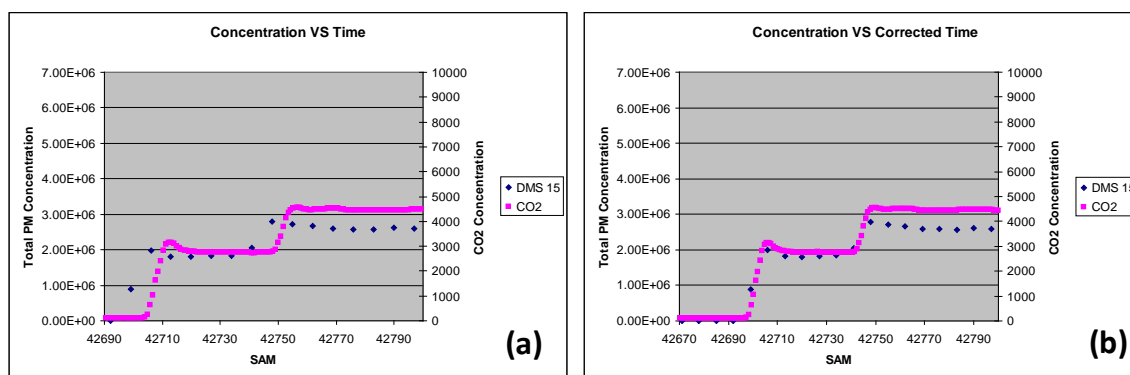 Concentration VS Time
7.00E+06
6.00E+06
5.00E+06
4.00E+06
3.00E+06
2.00E+06
1.00E+06
0.00E+00
Total PM Concentration
10000
9000
8000
7000
6000
5000
4000
3000
2000
1000
0
CO2 Concentration
42690 42710 42730 42750 42770 42790
SAM
DMS 15
CO2
(a)
Concentration VS Corrected Time
7.00E+06
6.00E+06
5.00E+06
4.00E+06
3.00E+06
2.00E+06
1.00E+06
0.00E+00
Total PM Concentration
10000
9000
8000
7000
6000
5000
4000
3000
2000
1000
0
CO2 Concentration
42670 42690 42710 42730 42750 42770 42790
SAM
DMS 15
CO2
(b)